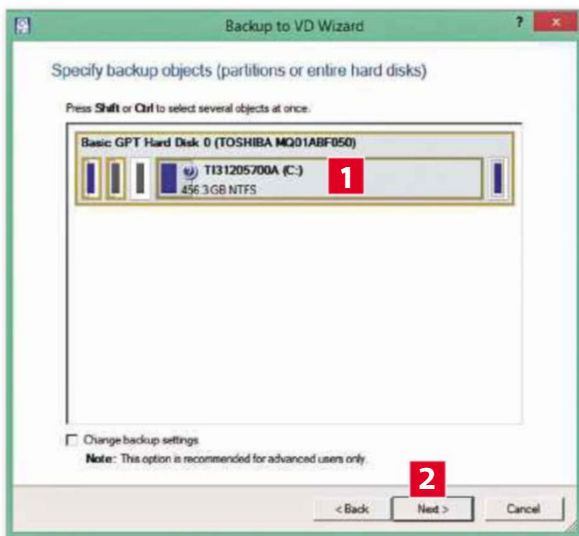 Backup to VD Wizard
? x
Specify backup objects (partitions or entire hard disks)
Press Shift or Ctrl to select several objects at once.
Basic GPT Hard Disk 0 (TOSHIBA MQ01ABF050)
TI31205700A (C:)
1
456.3 GB NTFS
Change backup settings
Note: This option is recommended for advanced users only.
2
< Back Next > Cancel